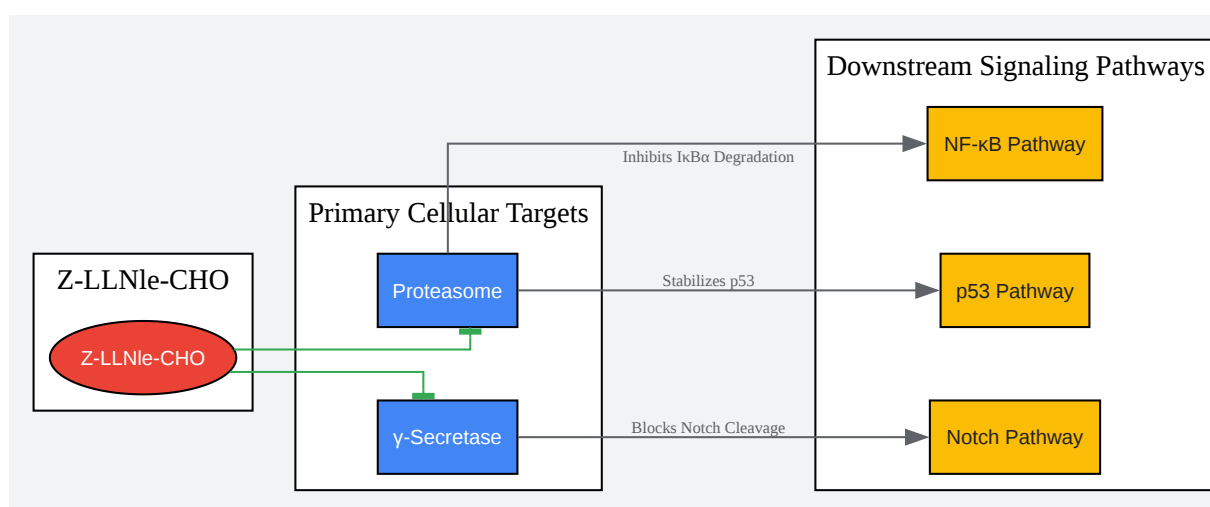 Downstream Signaling Pathways
NF-κB Pathway
Inhibits IκBα Degradation
Primary Cellular Targets
Z-LLNle-CHO
Proteasome
Stabilizes p53
p53 Pathway
Z-LLNle-CHO
γ-Secretase
Blocks Notch Cleavage
Notch Pathway